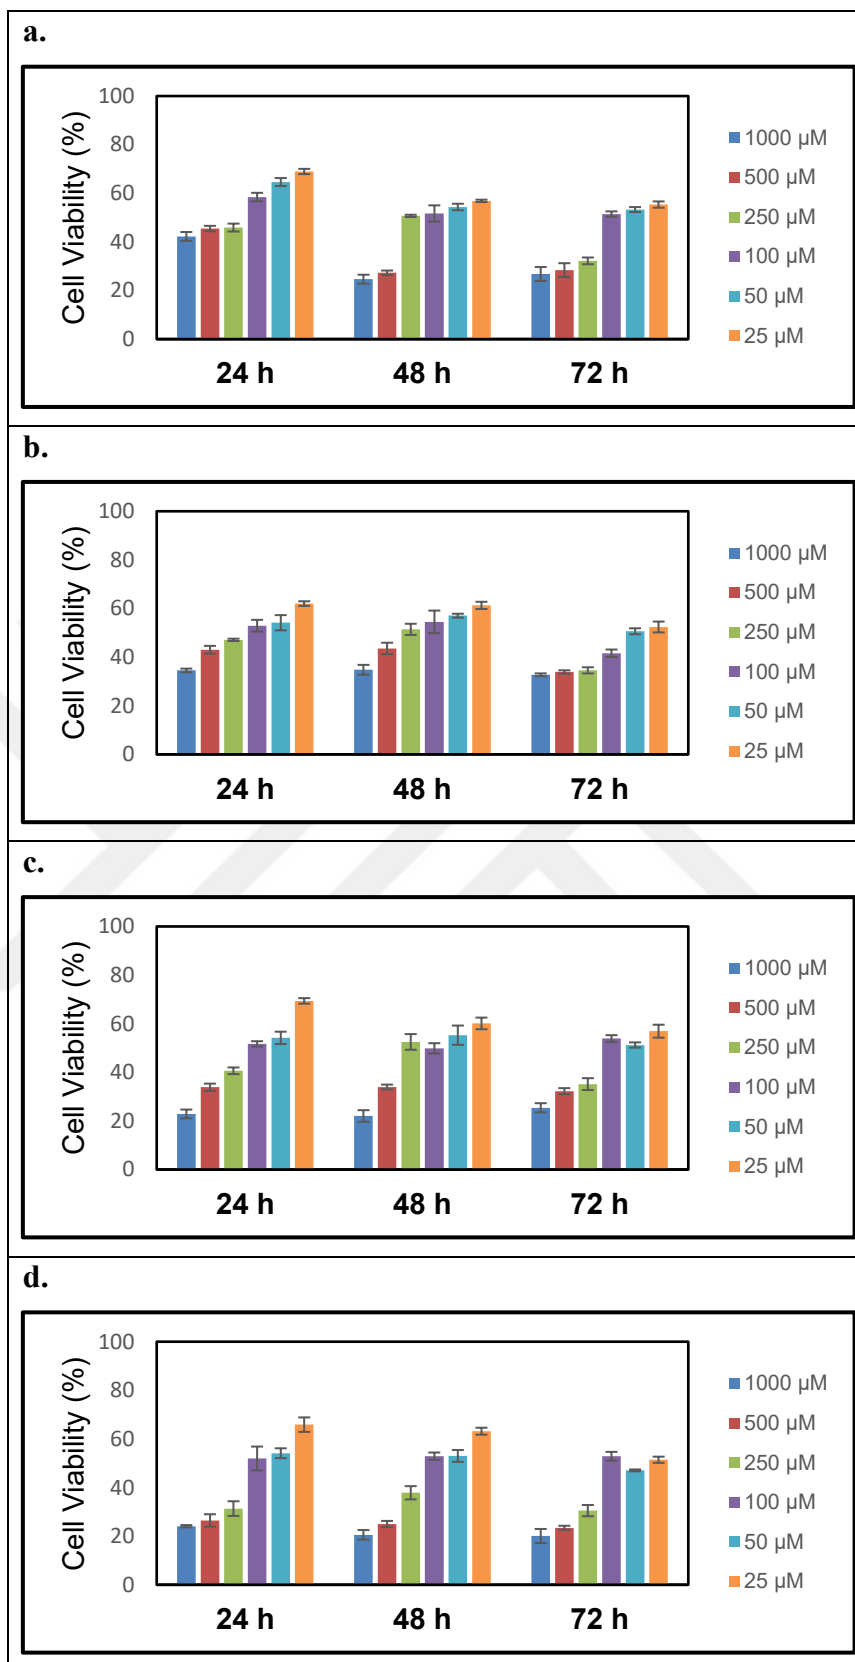 a.
Cell Viability (%)
100
80
60
40
20
0
24 h 48 h 72 h
1000 µM
500 µM
250 µM
100 µM
50 µM
25 µM
b.
Cell Viability (%)
100
80
60
40
20
0
24 h 48 h 72 h
1000 µM
500 µM
250 µM
100 µM
50 µM
25 µM
c.
Cell Viability (%)
100
80
60
40
20
0
24 h 48 h 72 h
1000 µM
500 µM
250 µM
100 µM
50 µM
25 µM
d.
Cell Viability (%)
100
80
60
40
20
0
24 h 48 h 72 h
1000 µM
500 µM
250 µM
100 µM
50 µM
25 µM